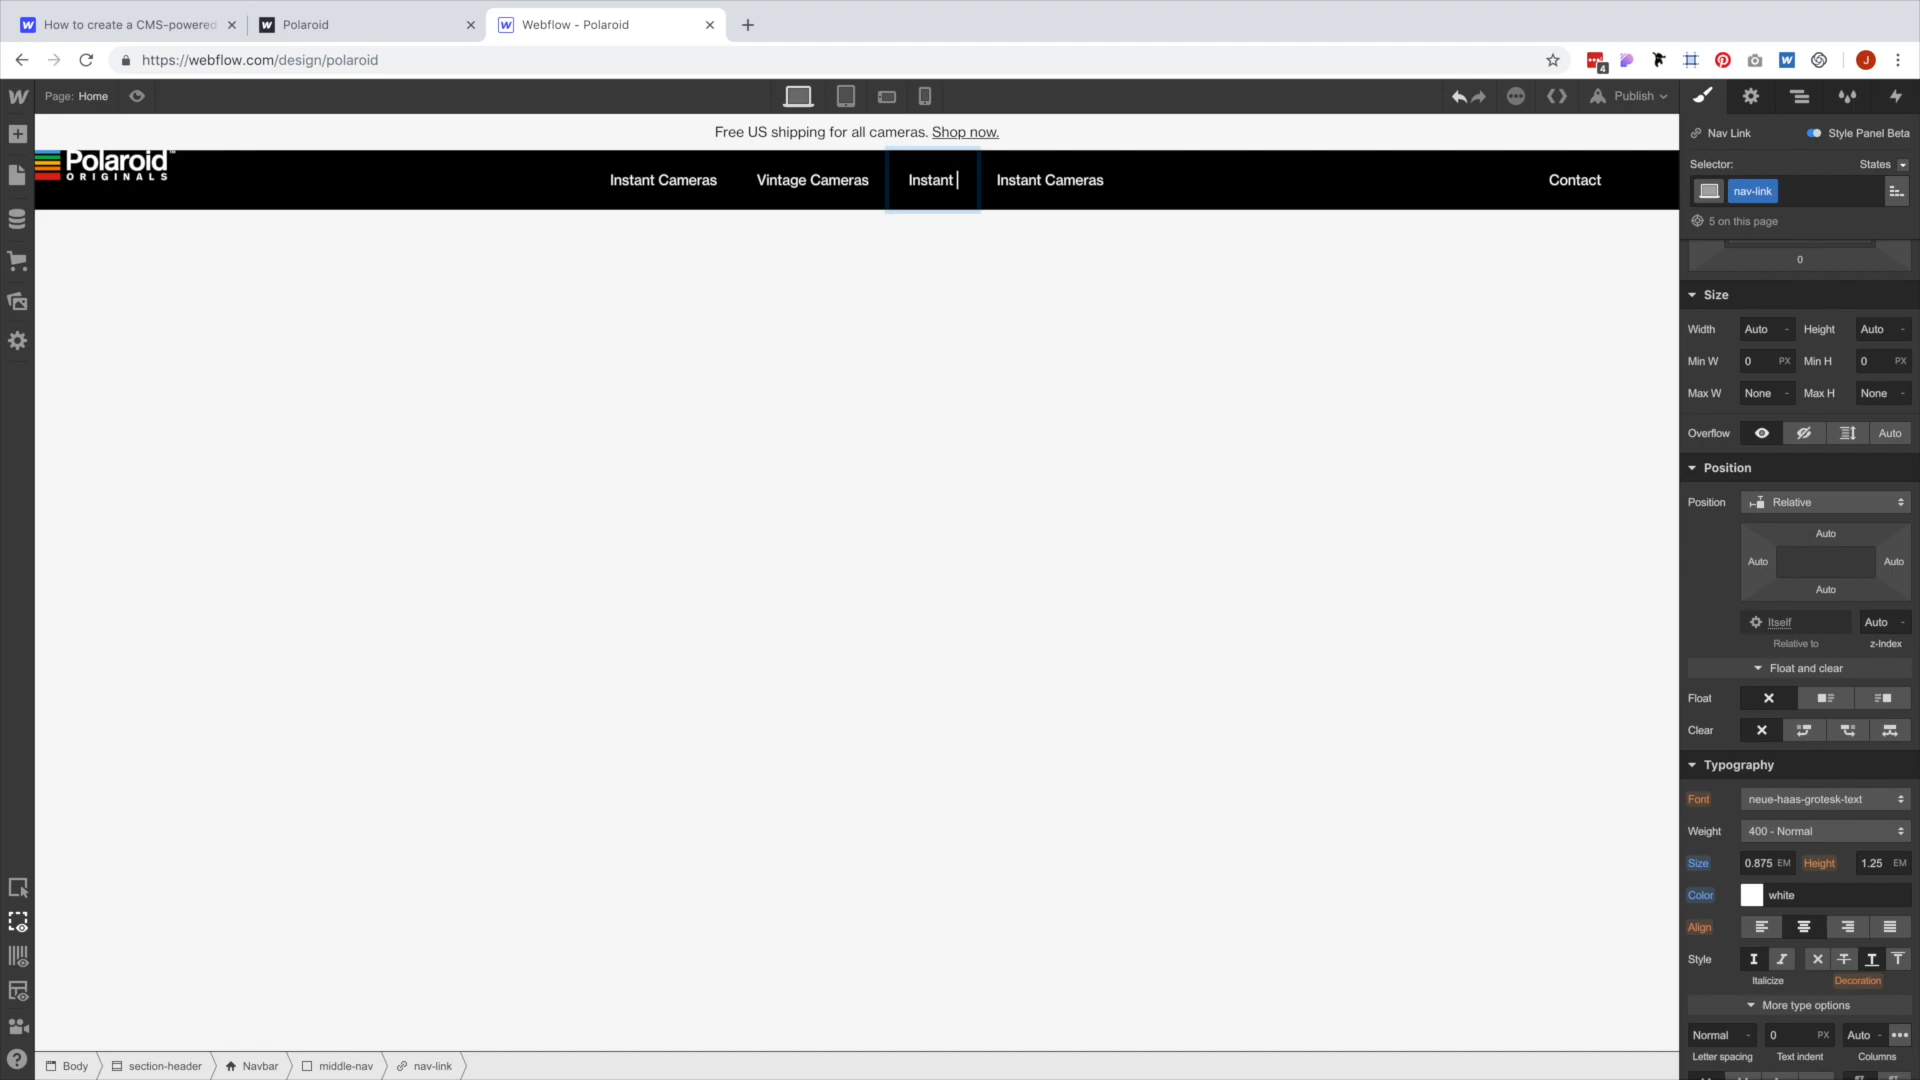 How to create a CMS-powered
Polaroid
Webflow - Polaroid
https://webflow.com/design/polaroid
4
J
Page: Home
Publish
Free US shipping for all cameras. Shop now.
Polaroid™
ORIGINALS
Instant Cameras
Vintage Cameras
Instant
Instant Cameras
Contact
Nav Link
Style Panel Beta
Selector:
States
nav-link
5 on this page
0
Size
Width
Auto
-
Height
Auto
-
Min W
0
PX
Min H
0
PX
Max W
None
-
Max H
None
-
Overflow
Auto
Position
Position
Relative
Auto
Auto
Auto
Auto
Itself
Auto
-
Relative to
z-Index
Float and clear
Float
Clear
Typography
Font
neue-haas-grotesk-text
Weight
400 - Normal
Size
0.875 EM
Height
1.25 EM
Color
white
Align
Style
Italicize
Decoration
More type options
Normal
-
0
PX
Auto
-
Letter spacing
Text indent
Columns
Body
section-header
Navbar
middle-nav
nav-link